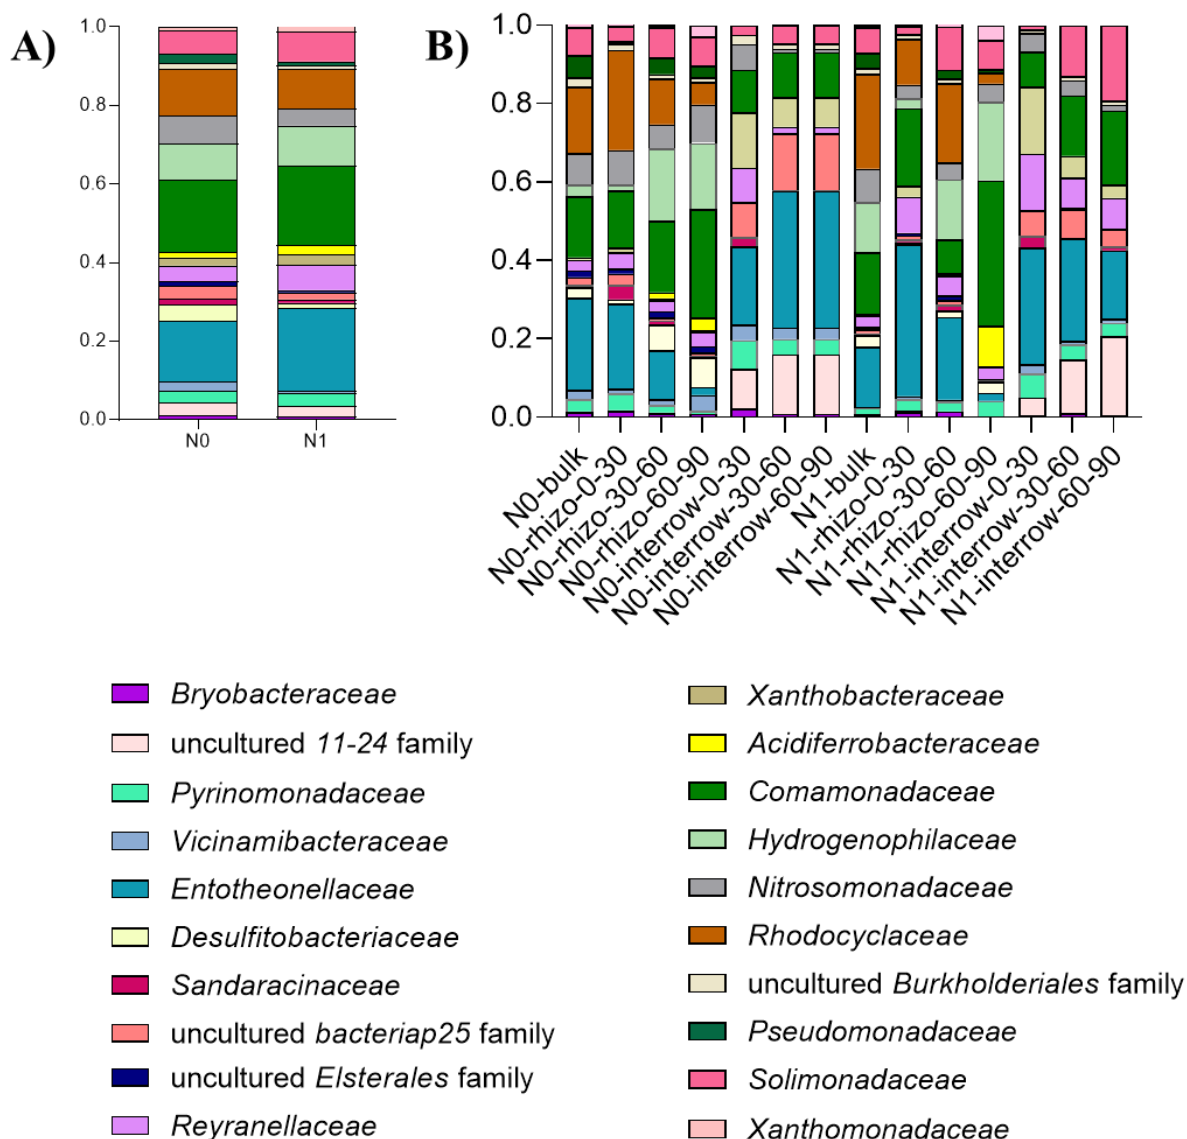 A)
1.0
0.8
0.6
0.4
0.2
0.0
N0
N1
B)
1.0
0.8
0.6
0.4
0.2
0.0
N0-bulk
N0-rhizo-0-30
N0-rhizo-30-60
N0-rhizo-60-90
N0-interrow-0-30
N0-interrow-30-60
N0-interrow-60-90
N1-bulk
N1-rhizo-0-30
N1-rhizo-30-60
N1-rhizo-60-90
N1-interrow-0-30
N1-interrow-30-60
N1-interrow-60-90
Bryobacteraceae
uncultured 11-24 family
Pyrinomonadaceae
Vicinamibacteraceae
Entotheonellaceae
Desulfitobacteriaceae
Sandaracinaceae
uncultured bacteriap25 family
uncultured Elsterales family
Reyranellaceae
Xanthobacteraceae
Acidiferrobacteraceae
Comamonadaceae
Hydrogenophilaceae
Nitrosomonadaceae
Rhodocyclaceae
uncultured Burkholderiales family
Pseudomonadaceae
Solimonadaceae
Xanthomonadaceae